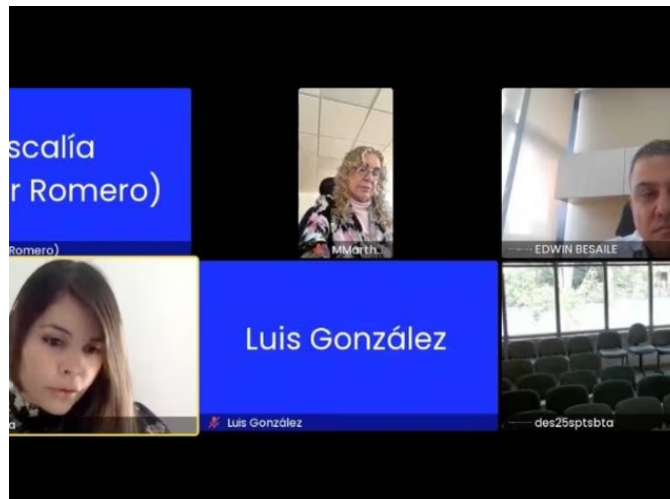 scalía
r Romero)
Romero)
MMarth...
EDWIN BESAILE
Luis González
a
Luis González
des25sptsbta